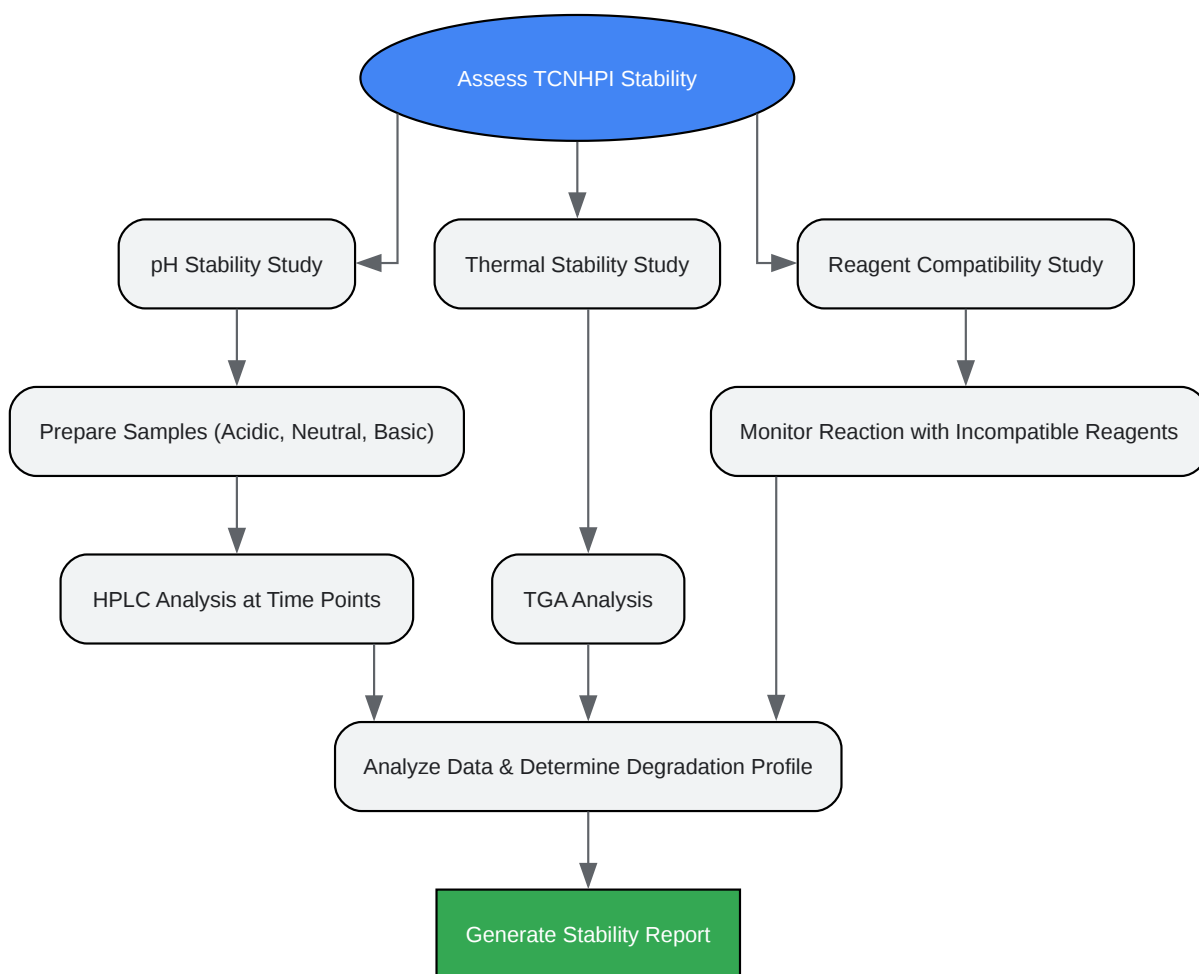 Assess TCNHPI Stability
pH Stability Study
Thermal Stability Study
Reagent Compatibility Study
Prepare Samples (Acidic, Neutral, Basic)
Monitor Reaction with Incompatible Reagents
HPLC Analysis at Time Points
TGA Analysis
Analyze Data & Determine Degradation Profile
Generate Stability Report